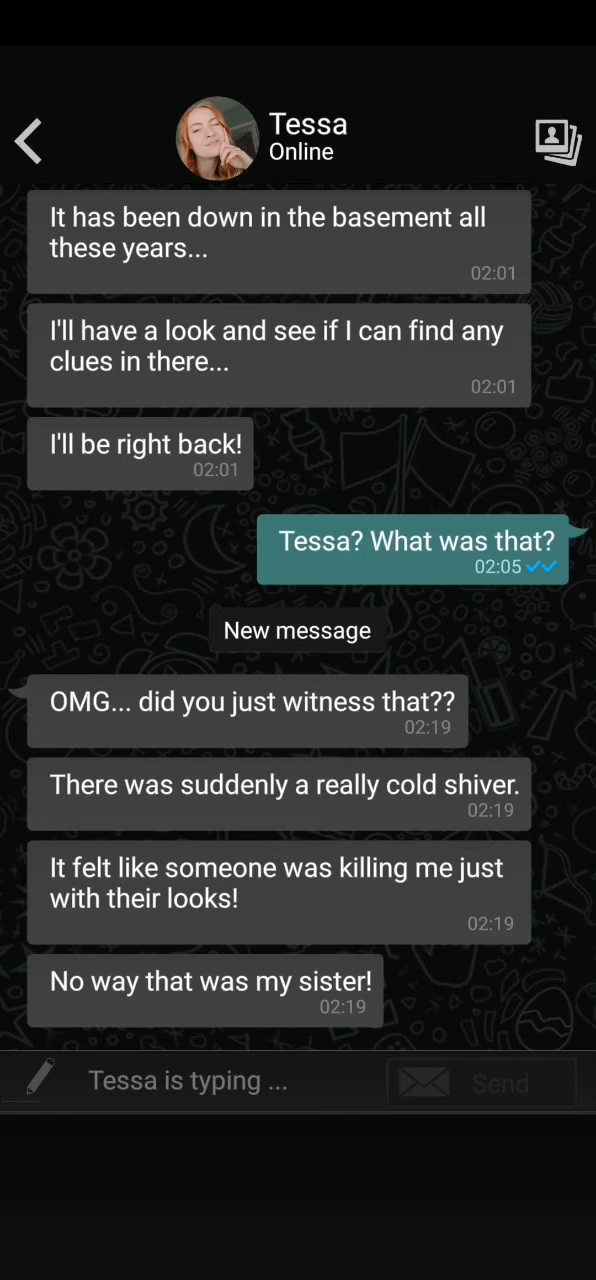 Tessa
Online
It has been down in the basement all
these years...
02:01
I'll have a look and see if I can find any
clues in there...
02:01
I'll be right back!
02:01
Tessa? What was that?
02:05
New message
OMG... did you just witness that??
02:19
There was suddenly a really cold shiver.
02:19
It felt like someone was killing me just
with their looks!
02:19
No way that was my sister!
02:19
Tessa is typing ...
Send